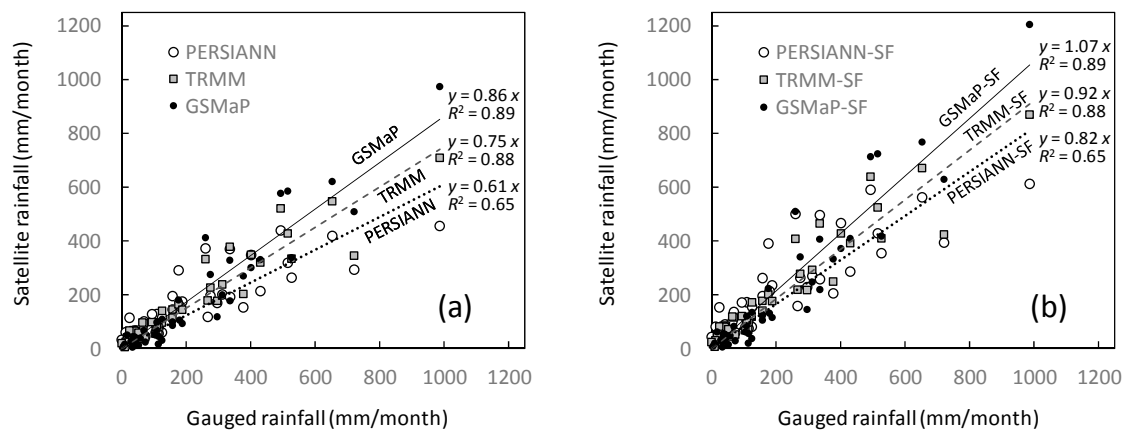 1200
1000
800
600
400
200
0
Satellite rainfall (mm/month)
PERSIANN
TRMM
GSMaP
y = 0.86 x
R² = 0.89
y = 0.75 x
R² = 0.88
y = 0.61 x
R² = 0.65
GSMaP
TRMM
PERSIANN
(a)
0 200 400 600 800 1000 1200
Gauged rainfall (mm/month)
1200
1000
800
600
400
200
0
Satellite rainfall (mm/month)
PERSIANN-SF
TRMM-SF
GSMaP-SF
y = 1.07 x
R² = 0.89
y = 0.92 x
R² = 0.88
y = 0.82 x
R² = 0.65
GSMaP-SF
TRMM-SF
PERSIANN-SF
(b)
0 200 400 600 800 1000 1200
Gauged rainfall (mm/month)